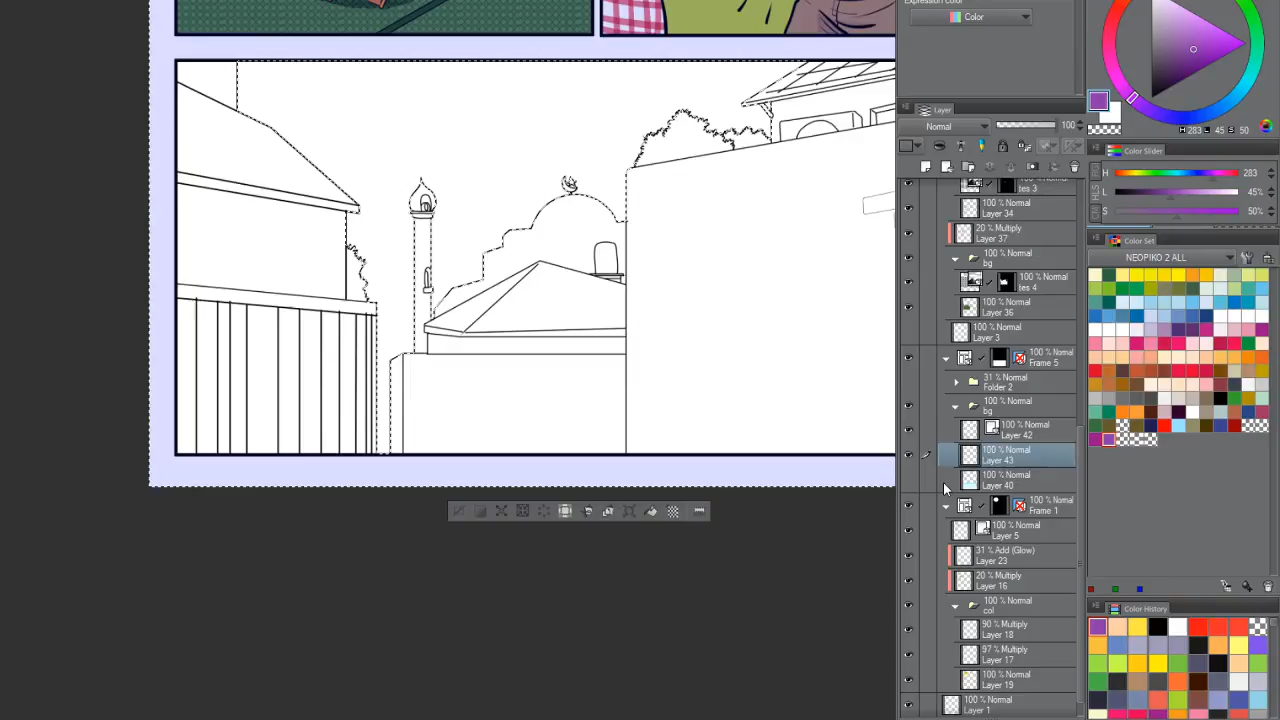 Expression color
Color
Layer
Normal
100
H 283 L 45 S 50
Color Slider
H
283
L
45%
S
50%
tes 3
100 % Normal
Layer 34
20 % Multiply
Layer 37
100 % Normal
bg
100 % Normal
tes 4
100 % Normal
Layer 36
100 % Normal
Layer 3
100 % Normal
Frame 5
31 % Normal
Folder 2
100 % Normal
bg
100 % Normal
Layer 42
100 % Normal
Layer 43
100 % Normal
Layer 40
100 % Normal
Frame 1
100 % Normal
Layer 5
31 % Add (Glow)
Layer 23
20 % Multiply
Layer 16
100 % Normal
col
90 % Multiply
Layer 18
97 % Multiply
Layer 17
100 % Normal
Layer 19
100 % Normal
Layer 1
Color Set
NEOPIKO 2 ALL
Color History